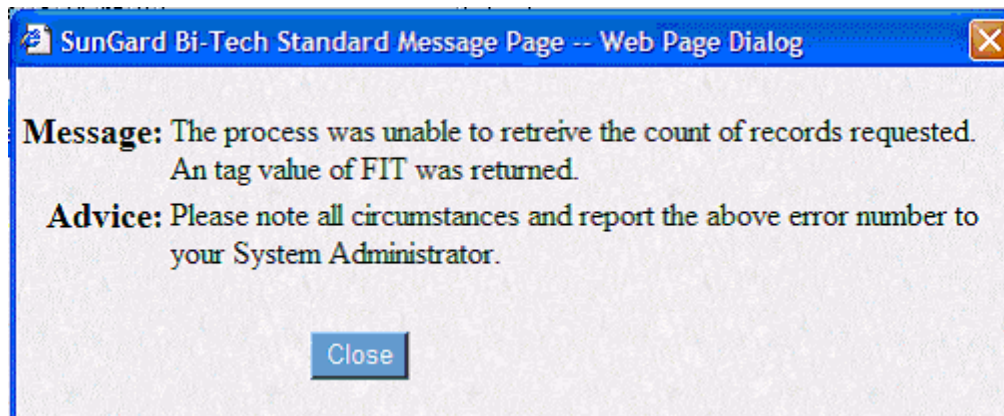 SunGard Bi-Tech Standard Message Page -- Web Page Dialog
Message: The process was unable to retreive the count of records requested.
An tag value of FIT was returned.
Advice: Please note all circumstances and report the above error number to
your System Administrator.
Close